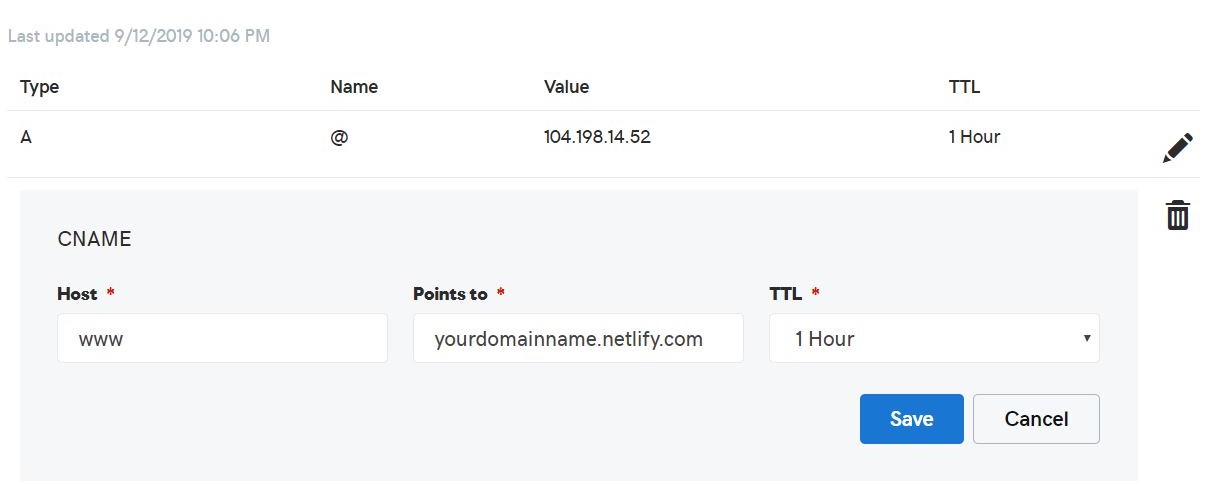 Last updated 9/12/2019 10:06 PM
Type Name Value TTL
A @ 104.198.14.52 1 Hour
CNAME
Host * Points to * TTL *
www yourdomainname.netlify.com 1 Hour
Save Cancel